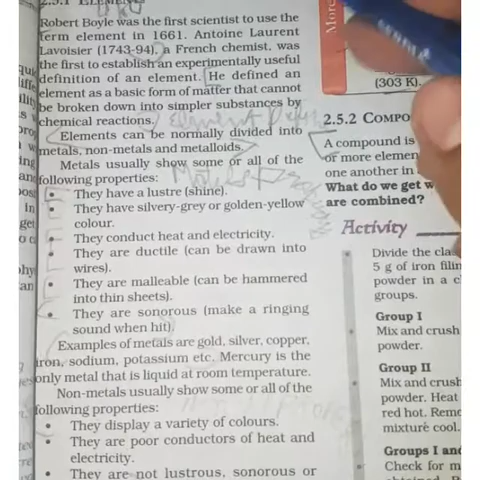 2.5.1 ELEMENT
Robert Boyle was the first scientist to use the
term element in 1661. Antoine Laurent
Lavoisier (1743-94), a French chemist, was
the first to establish an experimentally useful
definition of an element. He defined an
element as a basic form of matter that cannot
be broken down into simpler substances by
chemical reactions.
Elements can be normally divided into
metals, non-metals and metalloids.
Metals usually show some or all of the
following properties:
• They have a lustre (shine).
• They have silvery-grey or golden-yellow
colour.
• They conduct heat and electricity.
• They are ductile (can be drawn into
wires).
• They are malleable (can be hammered
into thin sheets).
• They are sonorous (make a ringing
sound when hit).
Examples of metals are gold, silver, copper,
iron, sodium, potassium etc. Mercury is the
only metal that is liquid at room temperature.
Non-metals usually show some or all of the
following properties:
• They display a variety of colours.
• They are poor conductors of heat and
electricity.
• They are not lustrous, sonorous or
More
(303 K).
2.5.2 COMPO
A compound is
or more elemen
one another in
What do we get w
are combined?
Activity
• Divide the cla
5 g of iron filin
powder in a c
groups.
Group I
Mix and crush
powder.
Group II
• Mix and crush
powder. Heat
red hot. Remo
mixture cool.
Groups I and
Check for m